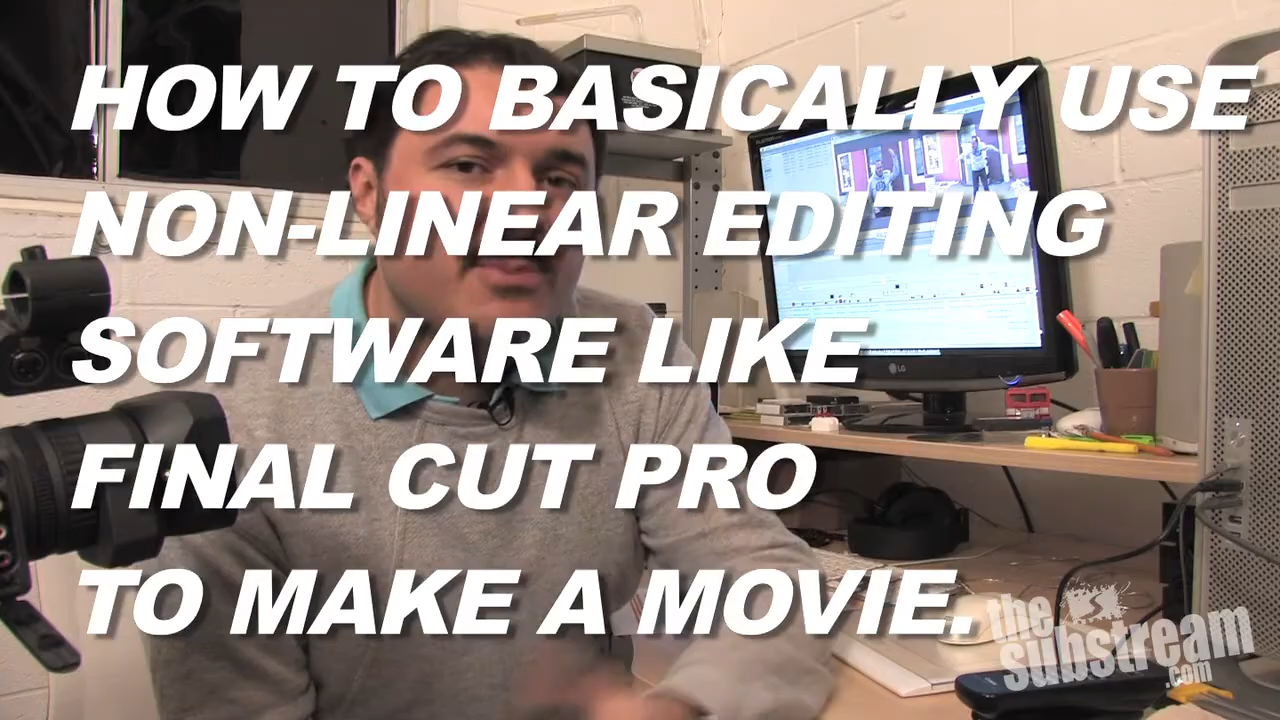 HOW TO BASICALLY USE
NON-LINEAR EDITING
SOFTWARE LIKE
FINAL CUT PRO
TO MAKE A MOVIE.
the
substream
.com
LG